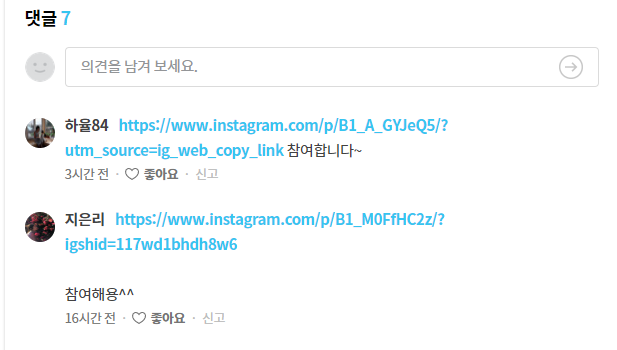 댓글 7
의견을 남겨 보세요.
하율84 https://www.instagram.com/p/B1_A_GYJeQ5/?
utm_source=ig_web_copy_link 참여합니다~
3시간 전 · 좋아요 · 신고
지은리 https://www.instagram.com/p/B1_M0FfHC2z/?
igshid=117wd1bhdh8w6
참여해용^^
16시간 전 · 좋아요 · 신고